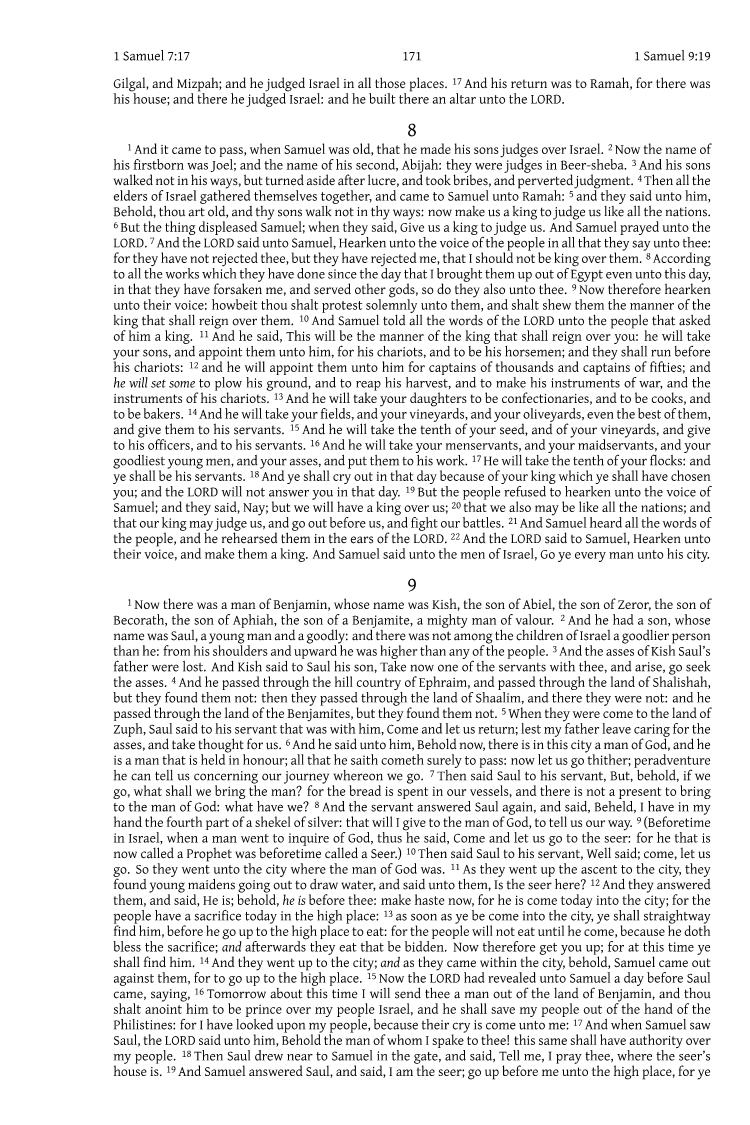 1 Samuel 7:17 171 1 Samuel 9:19
Gilgal, and Mizpah; and he judged Israel in all those places. 17 And his return was to Ramah, for there was
his house; and there he judged Israel: and he built there an altar unto the LORD.
8
1 And it came to pass, when Samuel was old, that he made his sons judges over Israel. 2 Now the name of
his firstborn was Joel; and the name of his second, Abijah: they were judges in Beer-sheba. 3 And his sons
walked not in his ways, but turned aside after lucre, and took bribes, and perverted judgment. 4 Then all the
elders of Israel gathered themselves together, and came to Samuel unto Ramah: 5 and they said unto him,
Behold, thou art old, and thy sons walk not in thy ways: now make us a king to judge us like all the nations.
6 But the thing displeased Samuel; when they said, Give us a king to judge us. And Samuel prayed unto the
LORD. 7 And the LORD said unto Samuel, Hearken unto the voice of the people in all that they say unto thee:
for they have not rejected thee, but they have rejected me, that I should not be king over them. 8 According
to all the works which they have done since the day that I brought them up out of Egypt even unto this day,
in that they have forsaken me, and served other gods, so do they also unto thee. 9 Now therefore hearken
unto their voice: howbeit thou shalt protest solemnly unto them, and shalt shew them the manner of the
king that shall reign over them. 10 And Samuel told all the words of the LORD unto the people that asked
of him a king. 11 And he said, This will be the manner of the king that shall reign over you: he will take
your sons, and appoint them unto him, for his chariots, and to be his horsemen; and they shall run before
his chariots: 12 and he will appoint them unto him for captains of thousands and captains of fifties; and
he will set some to plow his ground, and to reap his harvest, and to make his instruments of war, and the
instruments of his chariots. 13 And he will take your daughters to be confectionaries, and to be cooks, and
to be bakers. 14 And he will take your fields, and your vineyards, and your oliveyards, even the best of them,
and give them to his servants. 15 And he will take the tenth of your seed, and of your vineyards, and give
to his officers, and to his servants. 16 And he will take your menservants, and your maidservants, and your
goodliest young men, and your asses, and put them to his work. 17 He will take the tenth of your flocks: and
ye shall be his servants. 18 And ye shall cry out in that day because of your king which ye shall have chosen
you; and the LORD will not answer you in that day. 19 But the people refused to hearken unto the voice of
Samuel; and they said, Nay; but we will have a king over us; 20 that we also may be like all the nations; and
that our king may judge us, and go out before us, and fight our battles. 21 And Samuel heard all the words of
the people, and he rehearsed them in the ears of the LORD. 22 And the LORD said to Samuel, Hearken unto
their voice, and make them a king. And Samuel said unto the men of Israel, Go ye every man unto his city.
9
1 Now there was a man of Benjamin, whose name was Kish, the son of Abiel, the son of Zeror, the son of
Becorath, the son of Aphiah, the son of a Benjamite, a mighty man of valour. 2 And he had a son, whose
name was Saul, a young man and a goodly: and there was not among the children of Israel a goodlier person
than he: from his shoulders and upward he was higher than any of the people. 3 And the asses of Kish Saul's
father were lost. And Kish said to Saul his son, Take now one of the servants with thee, and arise, go seek
the asses. 4 And he passed through the hill country of Ephraim, and passed through the land of Shalishah,
but they found them not: then they passed through the land of Shaalim, and there they were not: and he
passed through the land of the Benjamites, but they found them not. 5 When they were come to the land of
Zuph, Saul said to his servant that was with him, Come and let us return; lest my father leave caring for the
asses, and take thought for us. 6 And he said unto him, Behold now, there is in this city a man of God, and he
is a man that is held in honour; all that he saith cometh surely to pass: now let us go thither; peradventure
he can tell us concerning our journey whereon we go. 7 Then said Saul to his servant, But, behold, if we
go, what shall we bring the man? for the bread is spent in our vessels, and there is not a present to bring
to the man of God: what have we? 8 And the servant answered Saul again, and said, Beheld, I have in my
hand the fourth part of a shekel of silver: that will I give to the man of God, to tell us our way. 9 (Beforetime
in Israel, when a man went to inquire of God, thus he said, Come and let us go to the seer: for he that is
now called a Prophet was beforetime called a Seer.) 10 Then said Saul to his servant, Well said; come, let us
go. So they went unto the city where the man of God was. 11 As they went up the ascent to the city, they
found young maidens going out to draw water, and said unto them, Is the seer here? 12 And they answered
them, and said, He is; behold, he is before thee: make haste now, for he is come today into the city; for the
people have a sacrifice today in the high place: 13 as soon as ye be come into the city, ye shall straightway
find him, before he go up to the high place to eat: for the people will not eat until he come, because he doth
bless the sacrifice; and afterwards they eat that be bidden. Now therefore get you up; for at this time ye
shall find him. 14 And they went up to the city; and as they came within the city, behold, Samuel came out
against them, for to go up to the high place. 15 Now the LORD had revealed unto Samuel a day before Saul
came, saying, 16 Tomorrow about this time I will send thee a man out of the land of Benjamin, and thou
shalt anoint him to be prince over my people Israel, and he shall save my people out of the hand of the
Philistines: for I have looked upon my people, because their cry is come unto me: 17 And when Samuel saw
Saul, the LORD said unto him, Behold the man of whom I spake to thee! this same shall have authority over
my people. 18 Then Saul drew near to Samuel in the gate, and said, Tell me, I pray thee, where the seer's
house is. 19 And Samuel answered Saul, and said, I am the seer; go up before me unto the high place, for ye